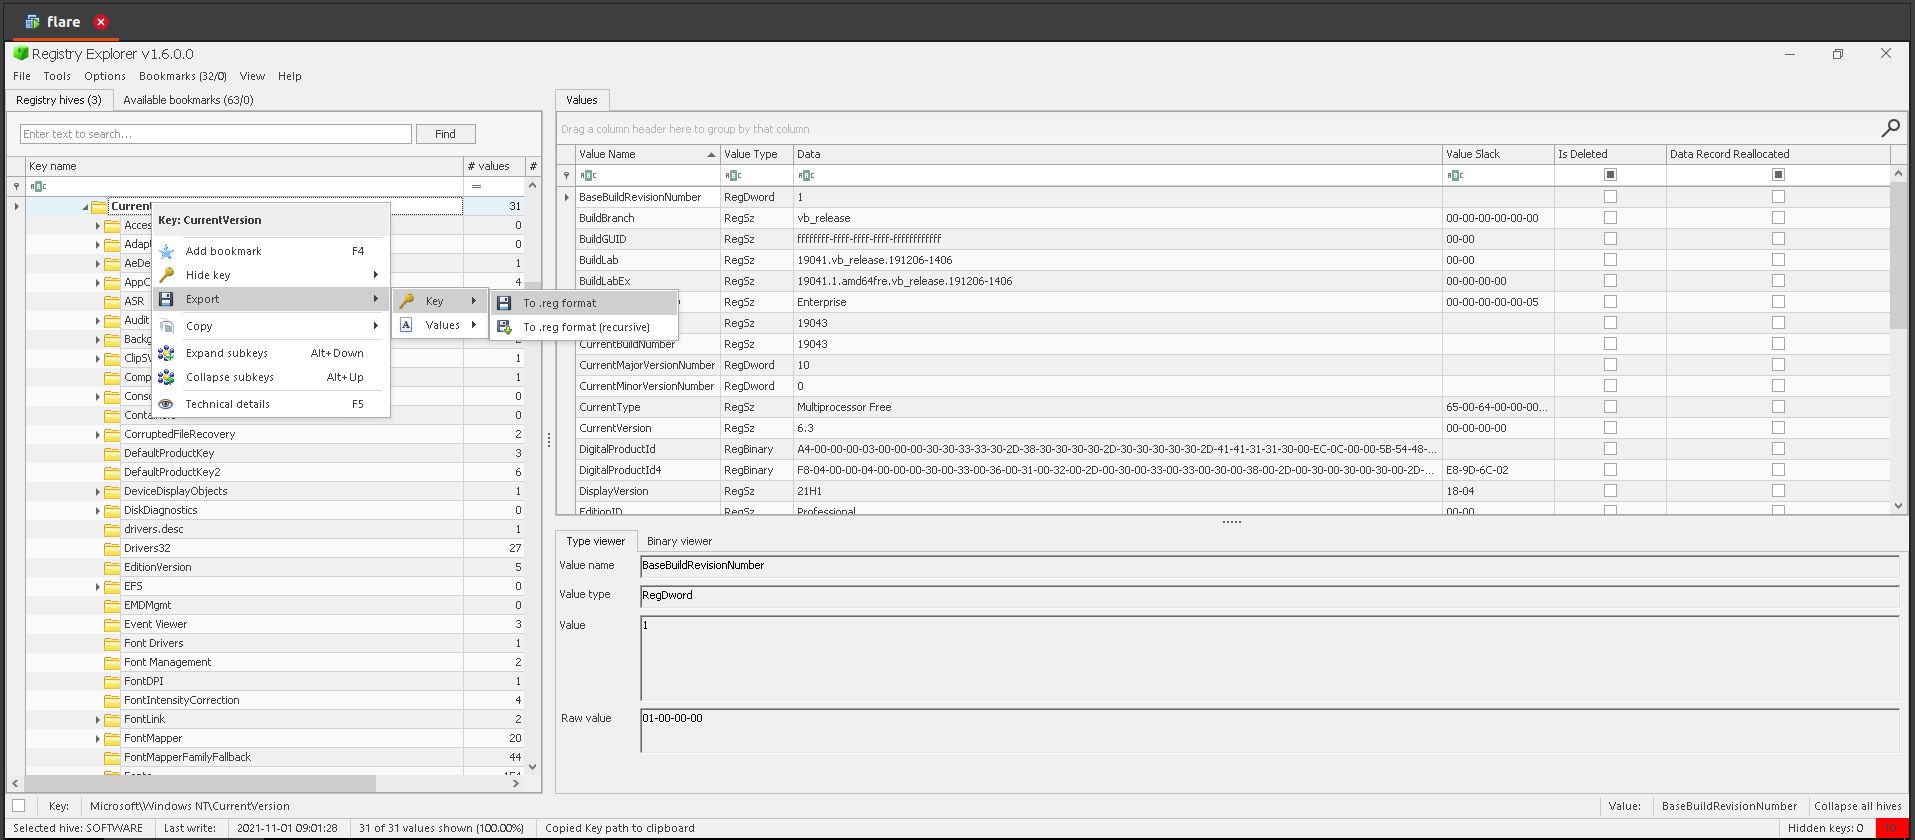 flare
Registry Explorer v1.6.0.0
File Tools Options Bookmarks (32/0) View Help
Registry hives (3) Available bookmarks (63/0)
Enter text to search... Find
Key name # values #
=
Curren 31
Acces 0
Adapt 0
AeDe 1
AppC 4
ASR
Audit
Backg
ClipSV 1
Comp 1
Conso 0
Containers 0
CorruptedFileRecovery 2
DefaultProductKey 3
DefaultProductKey2 6
DeviceDisplayObjects 1
DiskDiagnostics 0
drivers.desc 1
Drivers32 27
EditionVersion 5
EFS 0
EMDMgmt 0
Event Viewer 3
Font Drivers 1
Font Management 2
FontDPI 1
FontIntensityCorrection 4
FontLink 2
FontMapper 20
FontMapperFamilyFallback 44
Key: CurrentVersion
Add bookmark F4
Hide key
Export
Copy
Expand subkeys Alt+Down
Collapse subkeys Alt+Up
Technical details F5
Key
Values
To .reg format
To .reg format (recursive)
Values
Drag a column header here to group by that column
Value Name Value Type Data Value Slack Is Deleted Data Record Reallocated
BaseBuildRevisionNumber RegDword 1
BuildBranch RegSz vb_release 00-00-00-00-00-00
BuildGUID RegSz ffffffff-ffff-ffff-ffff-ffffffffffff 00-00
BuildLab RegSz 19041.vb_release.191206-1406 00-00
BuildLabEx RegSz 19041.1.amd64fre.vb_release.191206-1406 00-00-00-00
Enterprise 00-00-00-00-00-05
RegSz 19043
CurrentBuildNumber RegSz 19043
CurrentMajorVersionNumber RegDword 10
CurrentMinorVersionNumber RegDword 0
CurrentType RegSz Multiprocessor Free 65-00-64-00-00-00...
CurrentVersion RegSz 6.3 00-00-00-00
DigitalProductId RegBinary A4-00-00-00-03-00-00-00-30-30-33-33-30-2D-38-30-30-30-30-2D-30-30-30-30-30-2D-41-41-31-31-30-00-EC-0C-00-00-5B-54-48-...
DigitalProductId4 RegBinary F8-04-00-00-04-00-00-00-30-00-33-00-36-00-31-00-32-00-2D-00-30-00-33-00-33-00-30-00-38-00-2D-00-30-00-30-00-30-00-2D-... E8-9D-6C-02
DisplayVersion RegSz 21H1 18-04
EditionID RegSz Professional 00-00
Type viewer Binary viewer
Value name BaseBuildRevisionNumber
Value type RegDword
Value 1
Raw value 01-00-00-00
Key: Microsoft\Windows NT\CurrentVersion Value: BaseBuildRevisionNumber Collapse all hives
Selected hive: SOFTWARE Last write: 2021-11-01 09:01:28 31 of 31 values shown (100.00%) Copied Key path to clipboard Hidden keys: 0